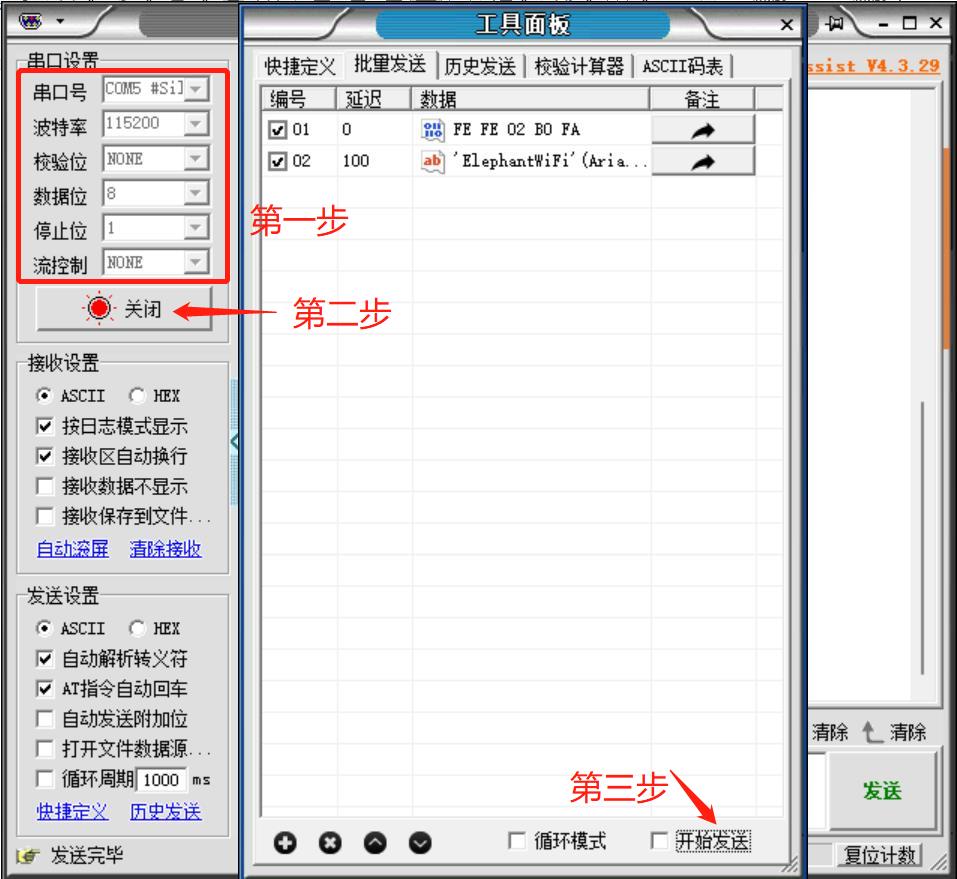 工具面板
ssist V4.3.29
串口设置
串口号 COM5 #Sil
波特率 115200
校验位 NONE
数据位 8
停止位 1
流控制 NONE
关闭
第一步
第二步
接收设置
ASCII HEX
按日志模式显示
接收区自动换行
接收数据不显示
接收保存到文件...
自动滚屏 清除接收
发送设置
ASCII HEX
自动解析转义符
AT指令自动回车
自动发送附加位
打开文件数据源...
循环周期 1000 ms
快捷定义 历史发送
发送完毕
快捷定义 批量发送 历史发送 校验计算器 ASCII码表
编号 延迟 数据 备注
01 0 FE FE 02 B0 FA
02 100 ab 'ElephantWiFi'(Aria...
第三步
循环模式 开始发送
清除 清除
发送
复位计数